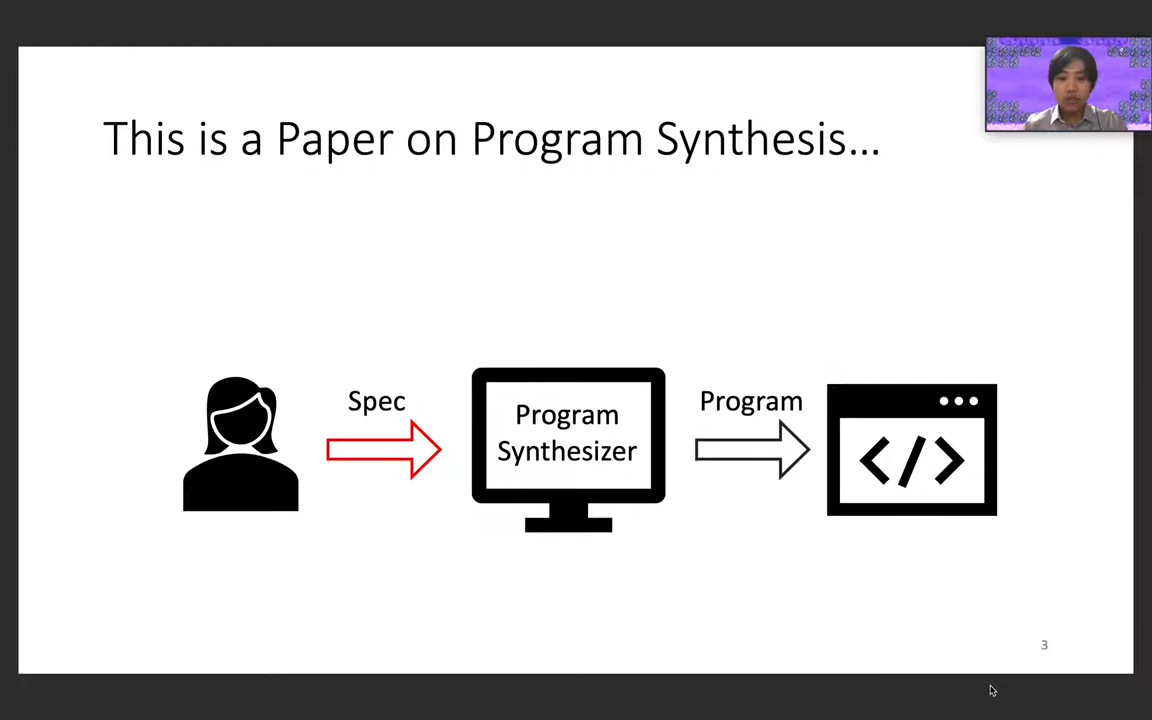 This is a Paper on Program Synthesis...
Spec
Program
Synthesizer
Program
</>
3